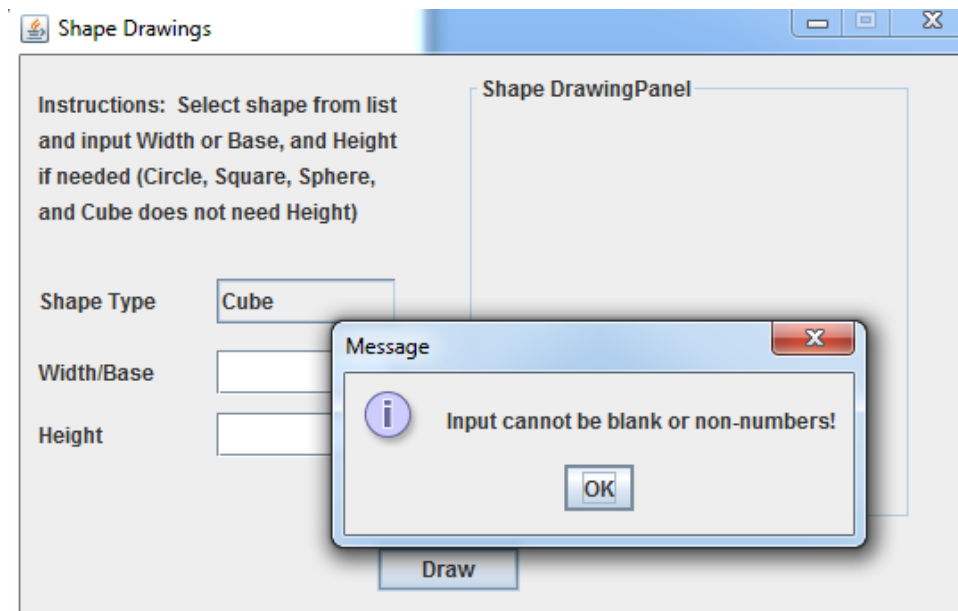 Shape Drawings
Instructions:  Select shape from list
and input Width or Base, and Height
if needed (Circle, Square, Sphere,
and Cube does not need Height)
Shape DrawingPanel
Shape Type
Cube
Width/Base
Height
Message
Input cannot be blank or non-numbers!
OK
Draw